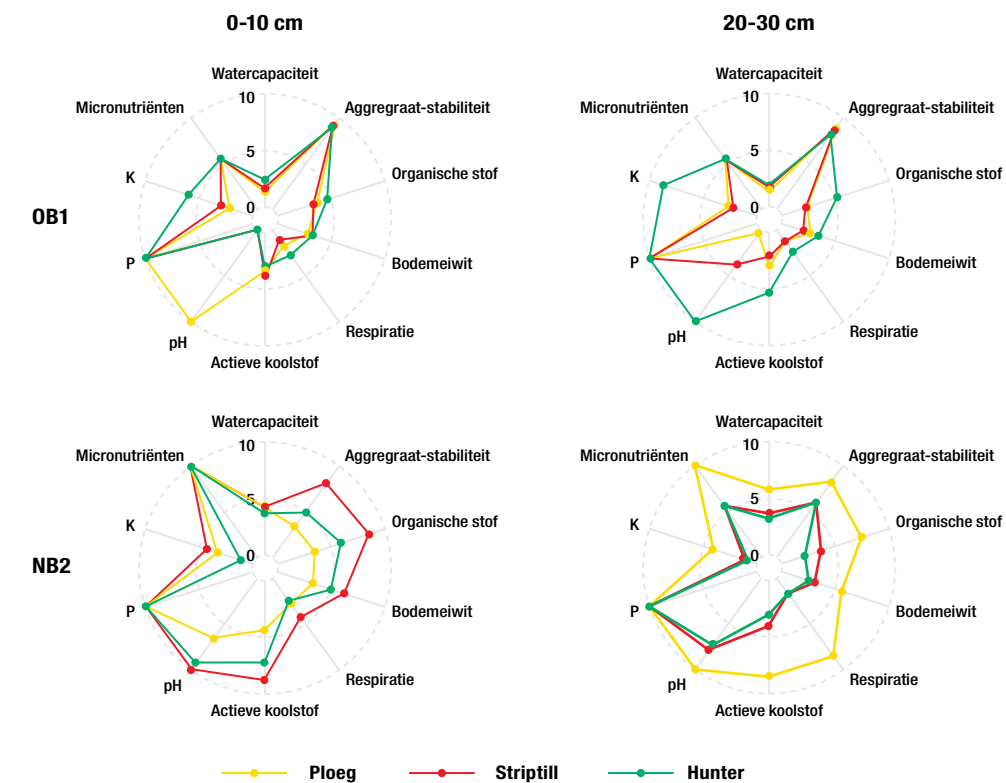 0-10 cm
20-30 cm
OB1
Watercapaciteit
10
Aggregraat-stabiliteit
Micronutriënten
5
K
Organische stof
0
P
Bodemeiwit
pH
Respiratie
Actieve koolstof
Watercapaciteit
10
Aggregraat-stabiliteit
Micronutriënten
5
K
Organische stof
0
P
Bodemeiwit
pH
Respiratie
Actieve koolstof
NB2
Watercapaciteit
10
Aggregraat-stabiliteit
Micronutriënten
5
K
Organische stof
0
P
Bodemeiwit
pH
Respiratie
Actieve koolstof
Watercapaciteit
10
Aggregraat-stabiliteit
Micronutriënten
5
K
Organische stof
0
P
Bodemeiwit
pH
Respiratie
Actieve koolstof
Ploeg
Striptill
Hunter